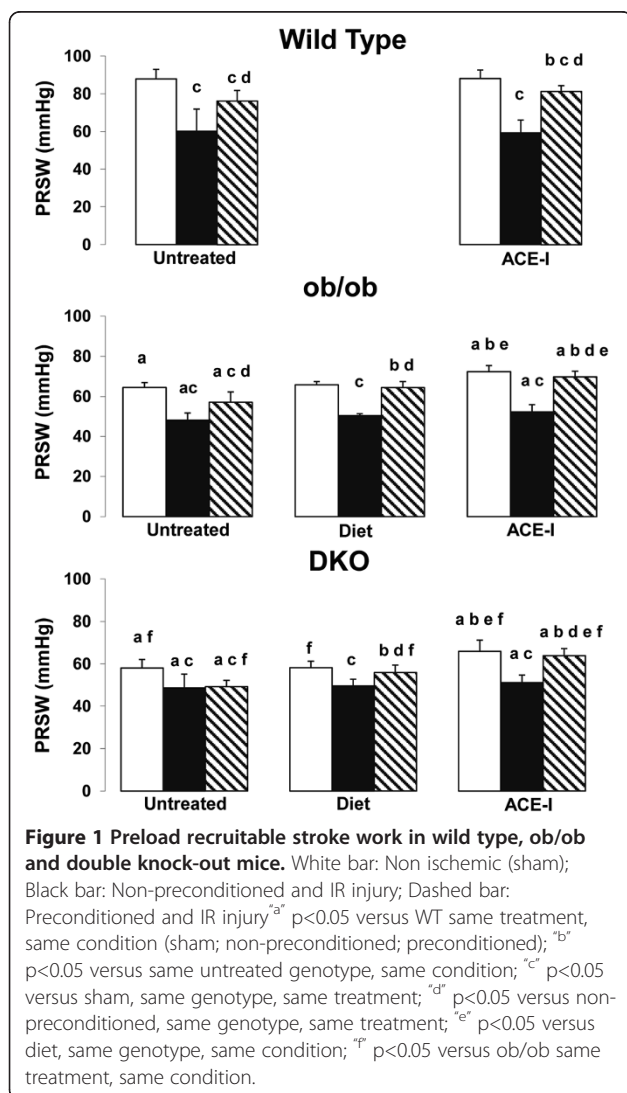 Wild Type
PRSW (mmHg)
100
80
60
40
20
0
c
c d
c
b c d
Untreated
ACE-I
ob/ob
PRSW (mmHg)
100
80
60
40
20
0
a
ac
a c d
c
b d
a b e
a c
a b d e
Untreated
Diet
ACE-I
DKO
PRSW (mmHg)
100
80
60
40
20
0
a f
a c
a c f
f
c
b d f
a b e f
a c
a b d e f
Untreated
Diet
ACE-I
Figure 1 Preload recruitable stroke work in wild type, ob/ob
and double knock-out mice. White bar: Non ischemic (sham);
Black bar: Non-preconditioned and IR injury; Dashed bar:
Preconditioned and IR injury"a" p<0.05 versus WT same treatment,
same condition (sham; non-preconditioned; preconditioned); "b"
p<0.05 versus same untreated genotype, same condition; "c" p<0.05
versus sham, same genotype, same treatment; "d" p<0.05 versus non-
preconditioned, same genotype, same treatment; "e" p<0.05 versus
diet, same genotype, same condition; "f" p<0.05 versus ob/ob same
treatment, same condition.